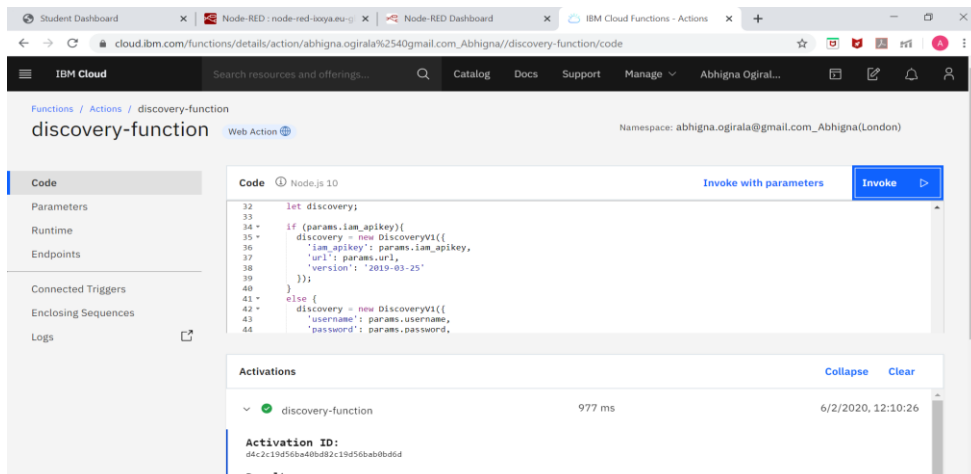 Student Dashboard
Node-RED : node-red-ixxya.eu-g
Node-RED Dashboard
IBM Cloud Functions - Actions
cloud.ibm.com/functions/details/action/abhigna.ogirala%2540gmail.com_Abhigna//discovery-function/code
A
IBM Cloud
Search resources and offerings...
Catalog
Docs
Support
Manage
Abhigna Ogiral...
Functions / Actions / discovery-function
discovery-function
Web Action
Namespace: abhigna.ogirala@gmail.com_Abhigna(London)
Code
Parameters
Runtime
Endpoints
Connected Triggers
Enclosing Sequences
Logs
Code Node.js 10
Invoke with parameters
Invoke
32 let discovery;
33
34 if (params.iam_apikey){
35 discovery = new DiscoveryV1({
36 'iam_apikey': params.iam_apikey,
37 'url': params.url,
38 'version': '2019-03-25'
39 });
40 }
41 else {
42 discovery = new DiscoveryV1({
43 'username': params.username,
44 'password': params.password,
Activations
Collapse
Clear
discovery-function
977 ms
6/2/2020, 12:10:26
Activation ID:
d4c2c19d56ba40bd82c19d56bab0bd6d